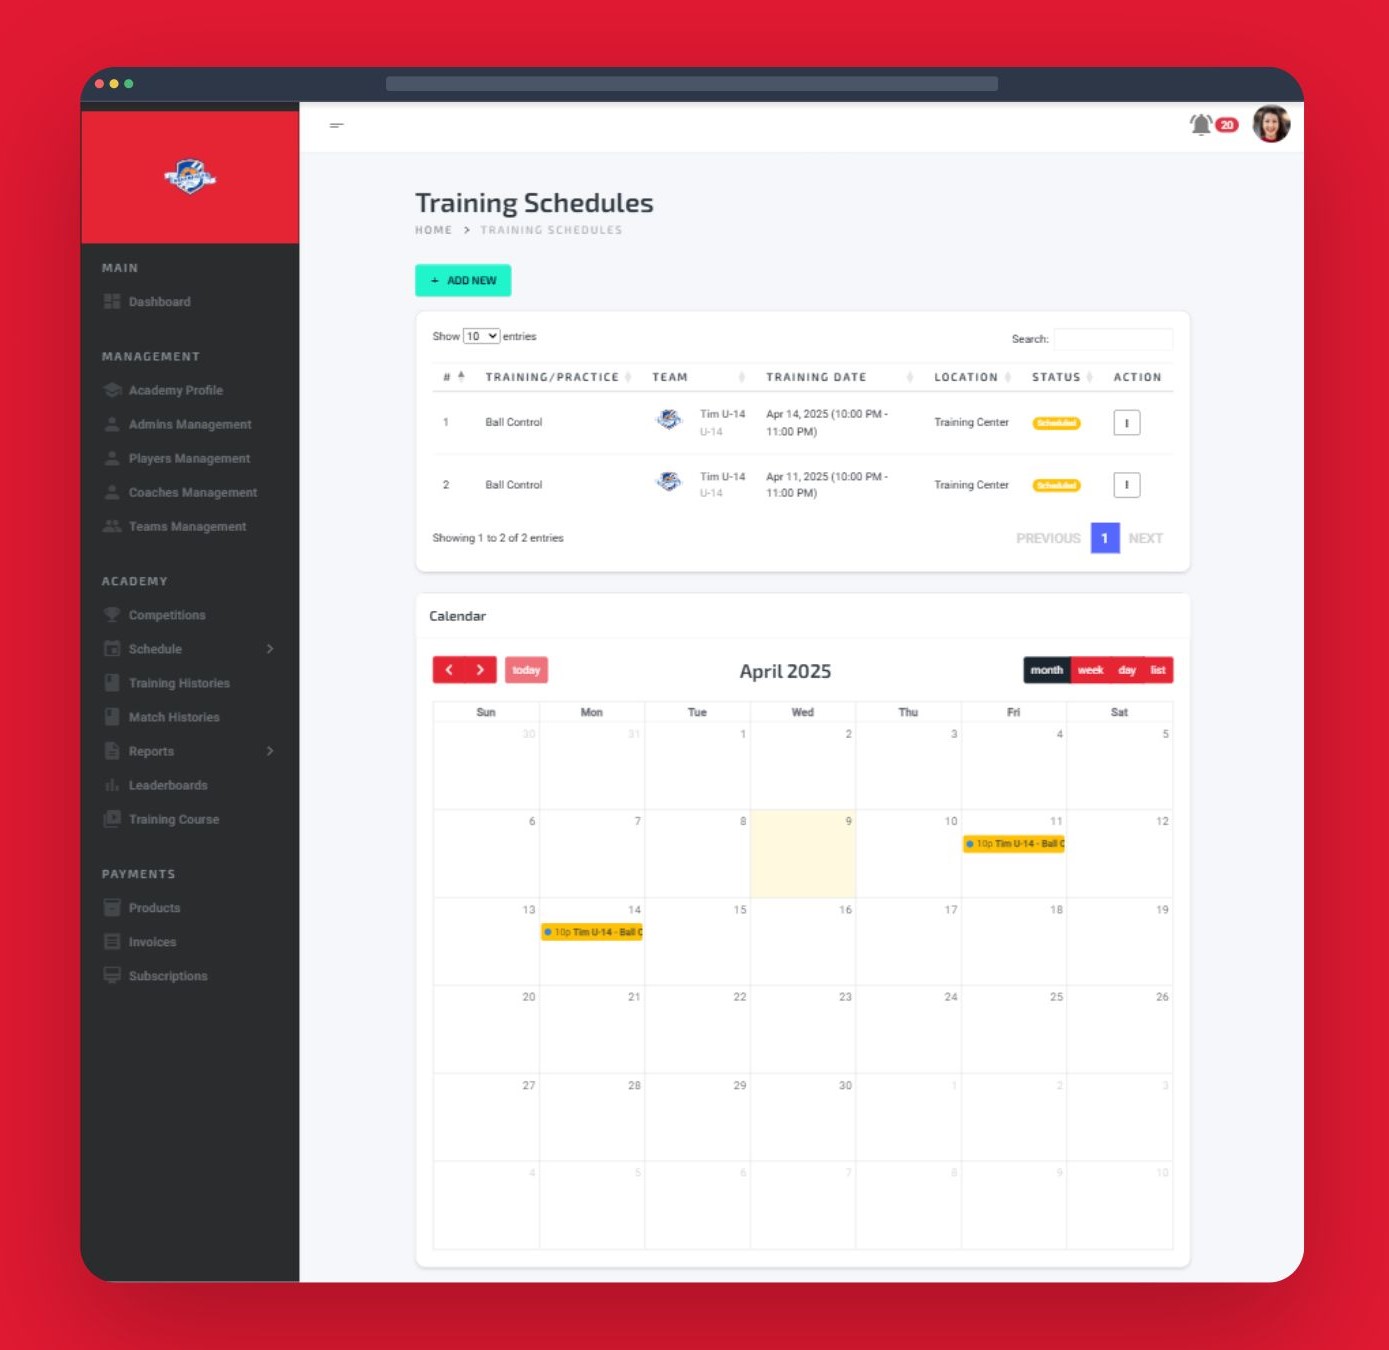 20
MAIN
Dashboard
MANAGEMENT
Academy Profile
Admins Management
Players Management
Coaches Management
Teams Management
ACADEMY
Competitions
Schedule
Training Histories
Match Histories
Reports
Leaderboards
Training Course
PAYMENTS
Products
Invoices
Subscriptions
Training Schedules
HOME > TRAINING SCHEDULES
+ ADD NEW
Show 10 entries
Search:
# TRAINING/PRACTICE TEAM TRAINING DATE LOCATION STATUS ACTION
1 Ball Control Tim U-14 Apr 14, 2025 (10:00 PM - Training Center Scheduled
U-14 11:00 PM)
2 Ball Control Tim U-14 Apr 11, 2025 (10:00 PM - Training Center Scheduled
U-14 11:00 PM)
Showing 1 to 2 of 2 entries
PREVIOUS 1 NEXT
Calendar
today April 2025 month week day list
Sun Mon Tue Wed Thu Fri Sat
30 31 1 2 3 4 5
6 7 8 9 10 11 12
10p Tim U-14 - Ball C
13 14 15 16 17 18 19
10p Tim U-14 - Ball C
20 21 22 23 24 25 26
27 28 29 30 1 2 3
4 5 6 7 8 9 10